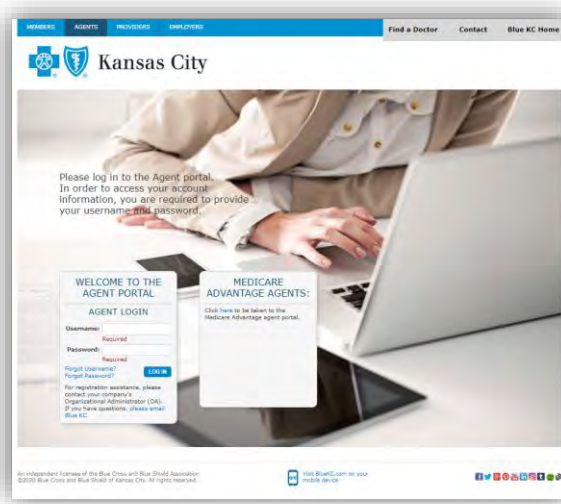 MEMBERS AGENTS PROVIDERS EMPLOYERS
Find a Doctor Contact Blue KC Home
Kansas City
Please log in to the Agent portal.
In order to access your account
information, you are required to provide
your username and password.
WELCOME TO THE
AGENT PORTAL
AGENT LOGIN
Username:
Required
Password:
Required
Forgot Username?
Forgot Password?
LOG IN
For registration assistance, please
contact your company's
Organizational Administrator (OA).
If you have questions, please email
Blue KC.
MEDICARE
ADVANTAGE AGENTS:
Click here to be taken to the
Medicare Advantage agent portal.
An independent licensee of the Blue Cross and Blue Shield Association
©2020 Blue Cross and Blue Shield of Kansas City. All rights reserved.
Visit BlueKC.com on your
mobile device